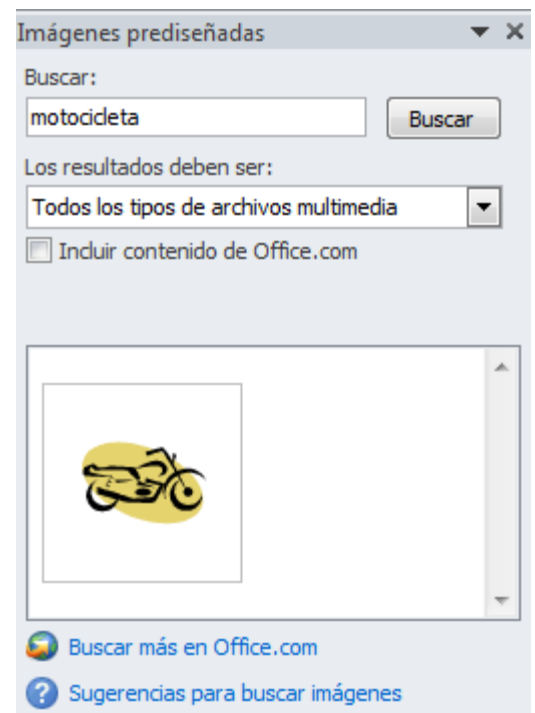 Imágenes prediseñadas
Buscar:
motocicleta
Buscar
Los resultados deben ser:
Todos los tipos de archivos multimedia
Incluir contenido de Office.com
Buscar más en Office.com
Sugerencias para buscar imágenes